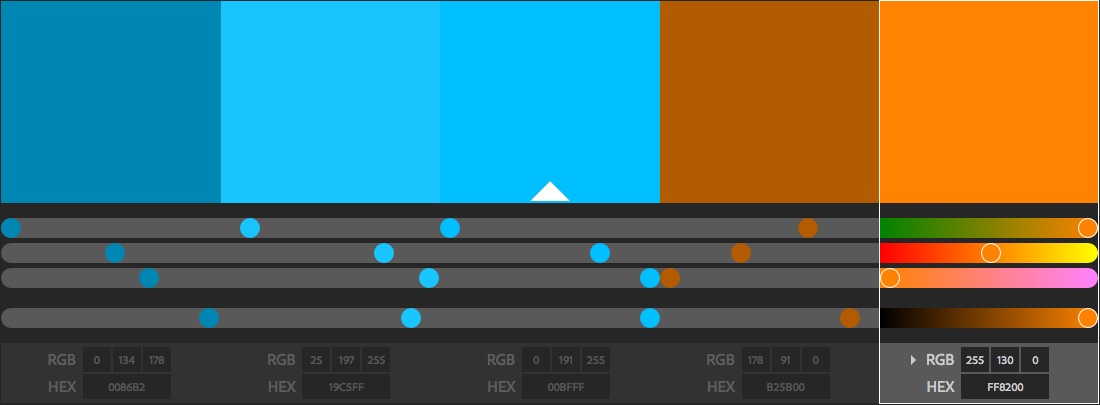 RGB 0 134 178 RGB 25 197 255 RGB 0 191 255 RGB 178 91 0 RGB 255 130 0
HEX 0086B2 HEX 19C5FF HEX 00BFFF HEX B25B00 HEX FF8200